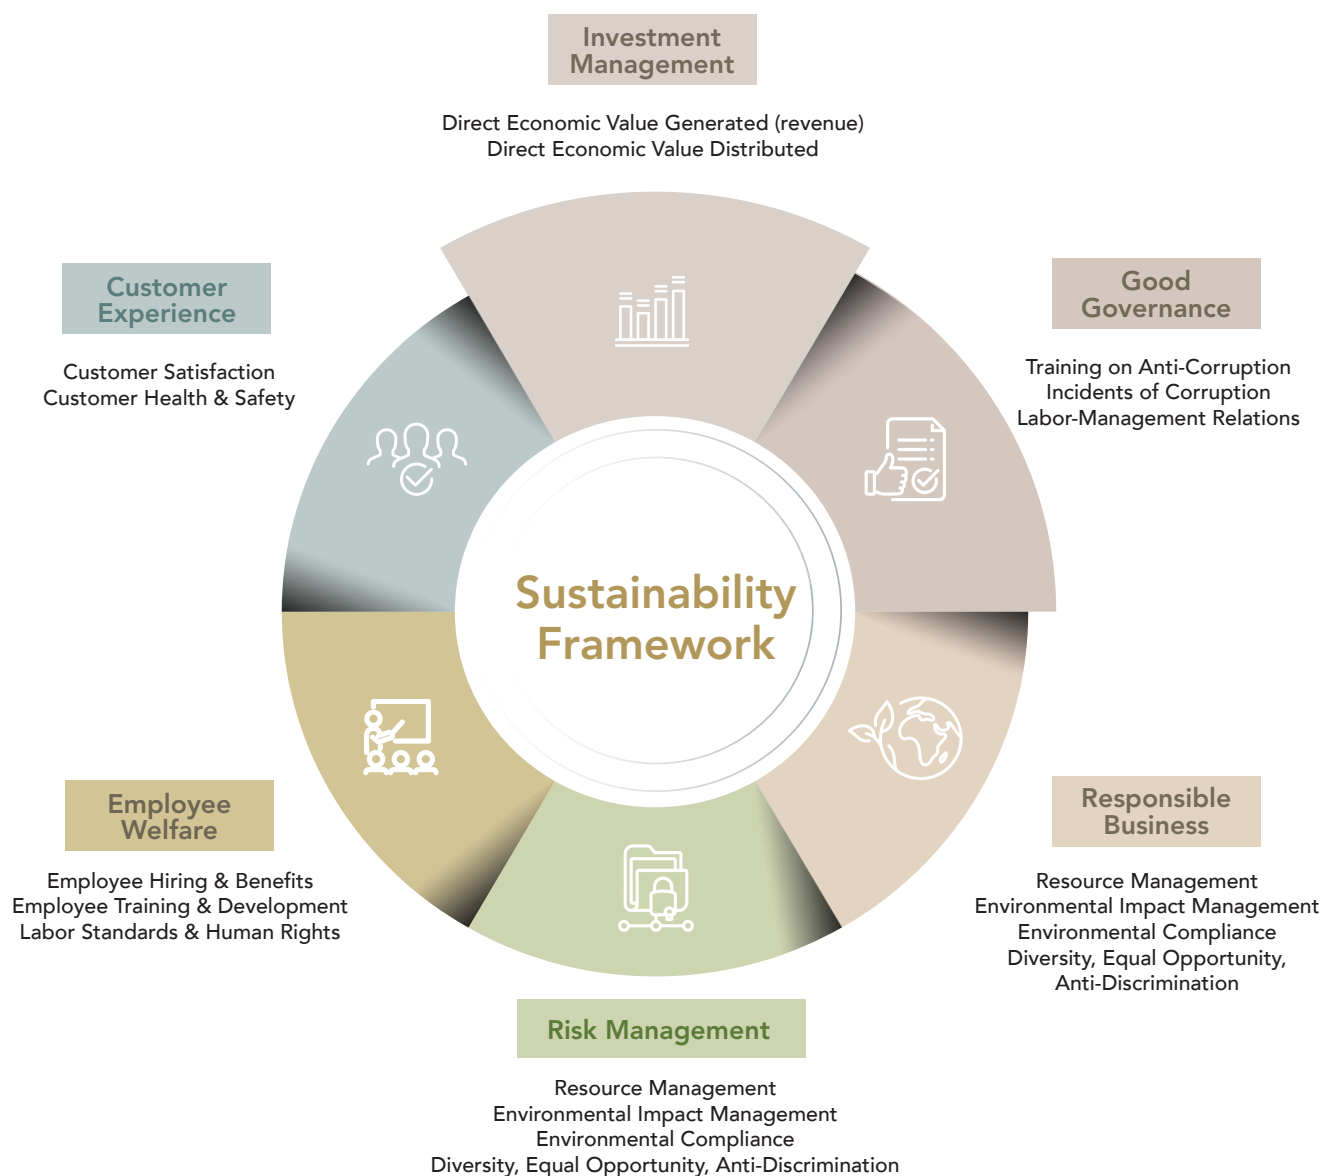 Investment
Management
Direct Economic Value Generated (revenue)
Direct Economic Value Distributed
Customer
Experience
Customer Satisfaction
Customer Health & Safety
Good
Governance
Training on Anti-Corruption
Incidents of Corruption
Labor-Management Relations
Sustainability
Framework
Employee
Welfare
Employee Hiring & Benefits
Employee Training & Development
Labor Standards & Human Rights
Responsible
Business
Resource Management
Environmental Impact Management
Environmental Compliance
Diversity, Equal Opportunity,
Anti-Discrimination
Risk Management
Resource Management
Environmental Impact Management
Environmental Compliance
Diversity, Equal Opportunity, Anti-Discrimination